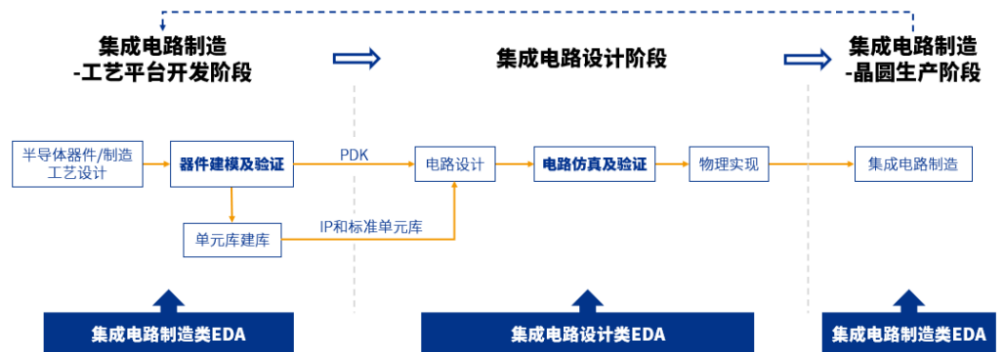 集成电路制造
-工艺平台开发阶段
集成电路设计阶段
集成电路制造
-晶圆生产阶段
半导体器件/制造
工艺设计
器件建模及验证
PDK
电路设计
电路仿真及验证
物理实现
集成电路制造
单元库建库
IP和标准单元库
集成电路制造类EDA
集成电路设计类EDA
集成电路制造类EDA